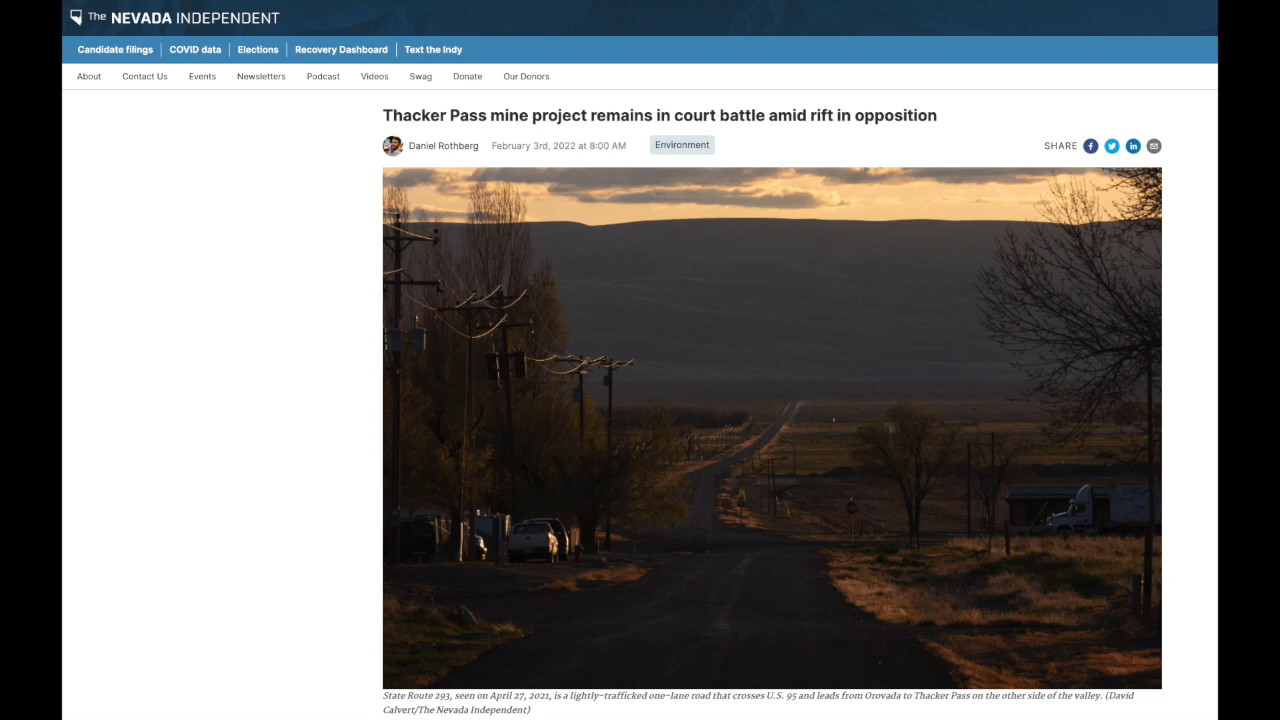 The NEVADA INDEPENDENT
Candidate filings COVID data Elections Recovery Dashboard Text the Indy
About Contact Us Events Newsletters Podcast Videos Swag Donate Our Donors
Thacker Pass mine project remains in court battle amid rift in opposition
Daniel Rothberg February 3rd, 2022 at 8:00 AM Environment SHARE
State Route 293, seen on April 27, 2021, is a lightly-trafficked one-lane road that crosses U.S. 95 and leads from Orovada to Thacker Pass on the other side of the valley. (David
Calvert/The Nevada Independent)